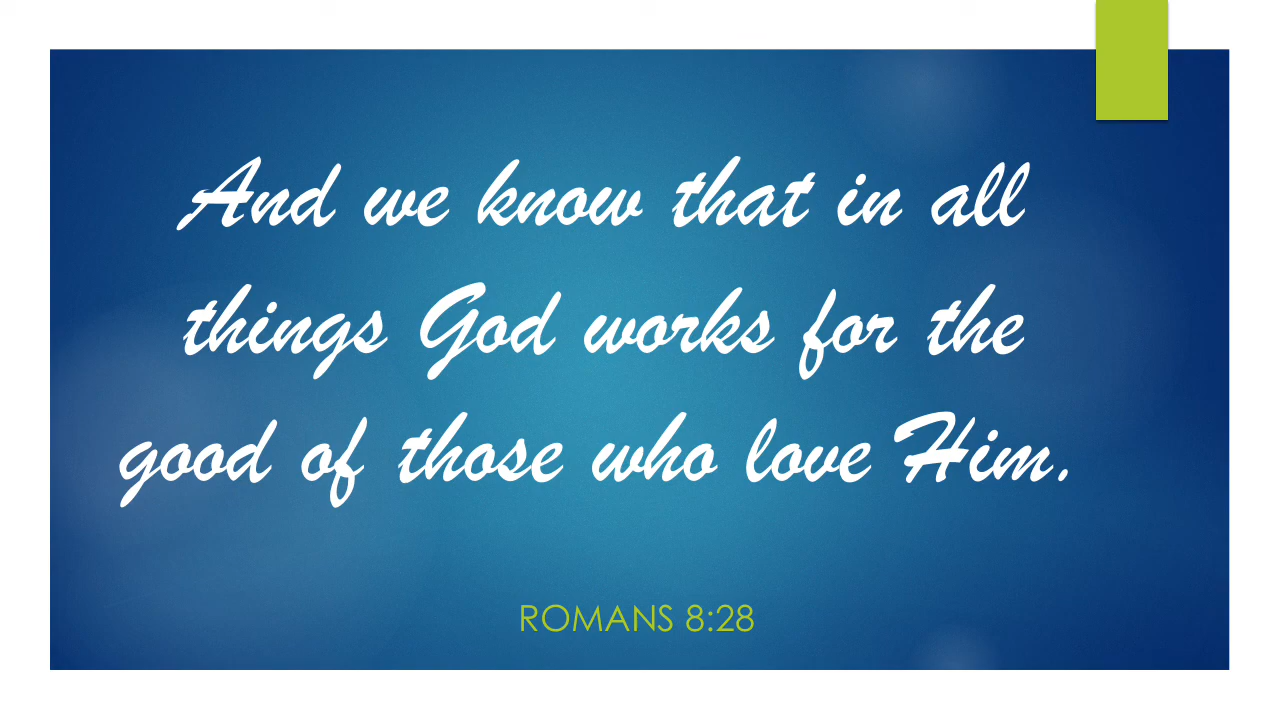 And we know that in all
things God works for the
good of those who love Him.
ROMANS 8:28